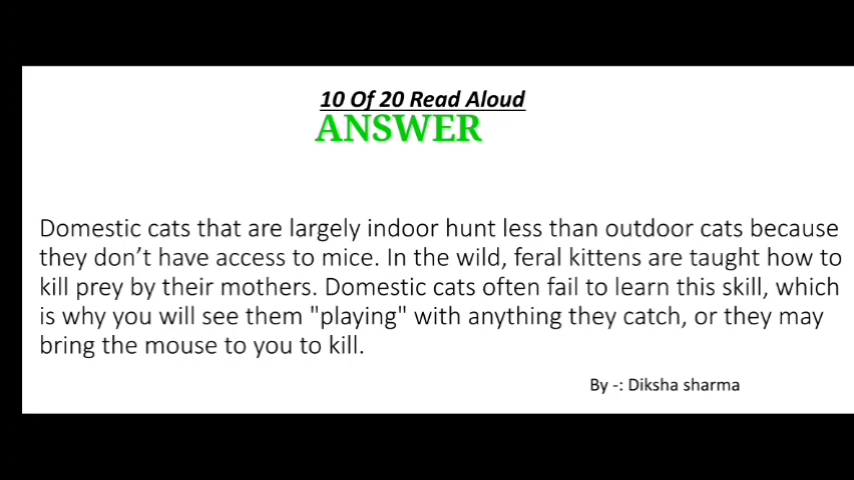 10 Of 20 Read Aloud
ANSWER
Domestic cats that are largely indoor hunt less than outdoor cats because
they don’t have access to mice. In the wild, feral kittens are taught how to
kill prey by their mothers. Domestic cats often fail to learn this skill, which
is why you will see them "playing" with anything they catch, or they may
bring the mouse to you to kill.
By -: Diksha sharma